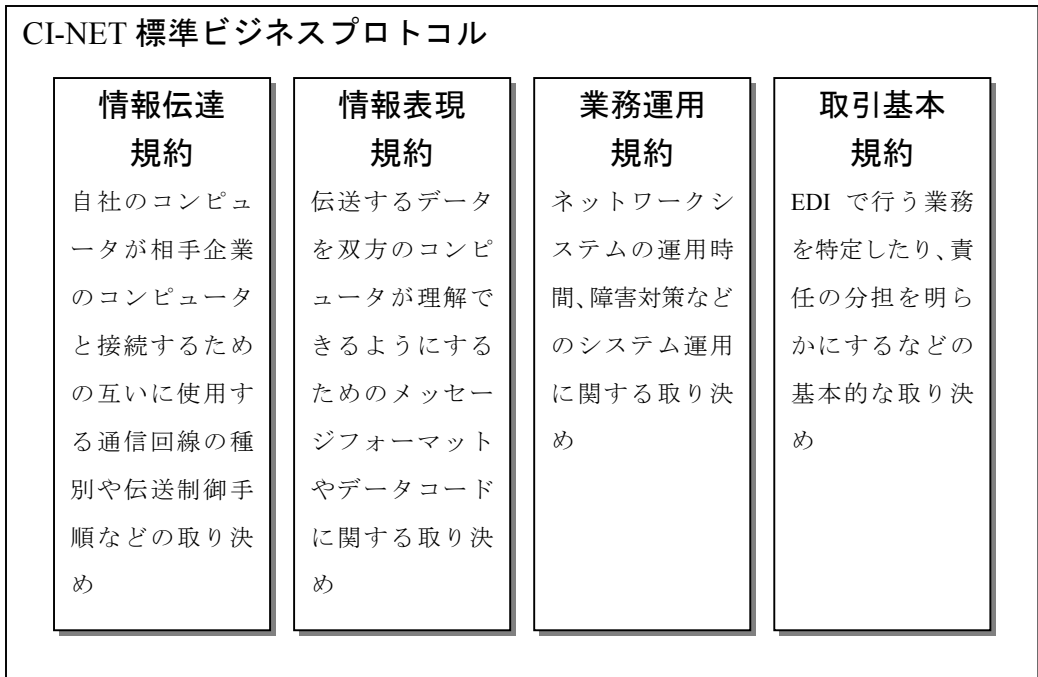 CI-NET 標準ビジネスプロトコル
情報伝達
規約
自社のコンピュ
ータが相手企業
のコンピュータ
と接続するため
の互いに使用す
る通信回線の種
別や伝送制御手
順などの取り決
め
情報表現
規約
伝送するデータ
を双方のコンピ
ュータが理解で
きるようにする
ためのメッセー
ジフォーマット
やデータコード
に関する取り決
め
業務運用
規約
ネットワークシ
ステムの運用時
間、障害対策など
のシステム運用
に関する取り決
め
取引基本
規約
EDI で行う業務
を特定したり、責
任の分担を明ら
かにするなどの
基本的な取り決
め